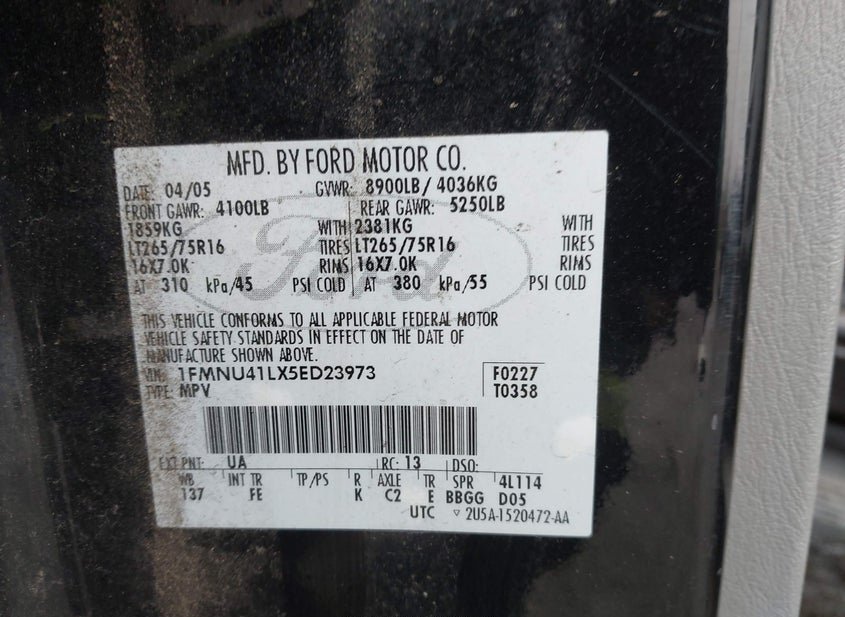 MFD. BY FORD MOTOR CO.
DATE: 04/05 GVWR: 8900LB/ 4036KG
FRONT GAWR: 4100LB REAR GAWR: 5250LB
1859KG WITH 2381KG WITH
LT265/75R16 TIRES LT265/75R16 TIRES
16X7.0K RIMS 16X7.0K RIMS
AT 310 kPa/45 PSI COLD AT 380 kPa/55 PSI COLD
Ford
THIS VEHICLE CONFORMS TO ALL APPLICABLE FEDERAL MOTOR
VEHICLE SAFETY STANDARDS IN EFFECT ON THE DATE OF
MANUFACTURE SHOWN ABOVE.
VIN: 1FMNU41LX5ED23973 F0227
TYPE: MPV T0358
EXT PNT: UA RC: 13 DSO:
WB INT TR TP/PS R AXLE TR SPR 4L114
137 FE K C2 E BBGG D05
UTC ▽ 2U5A-1520472-AA